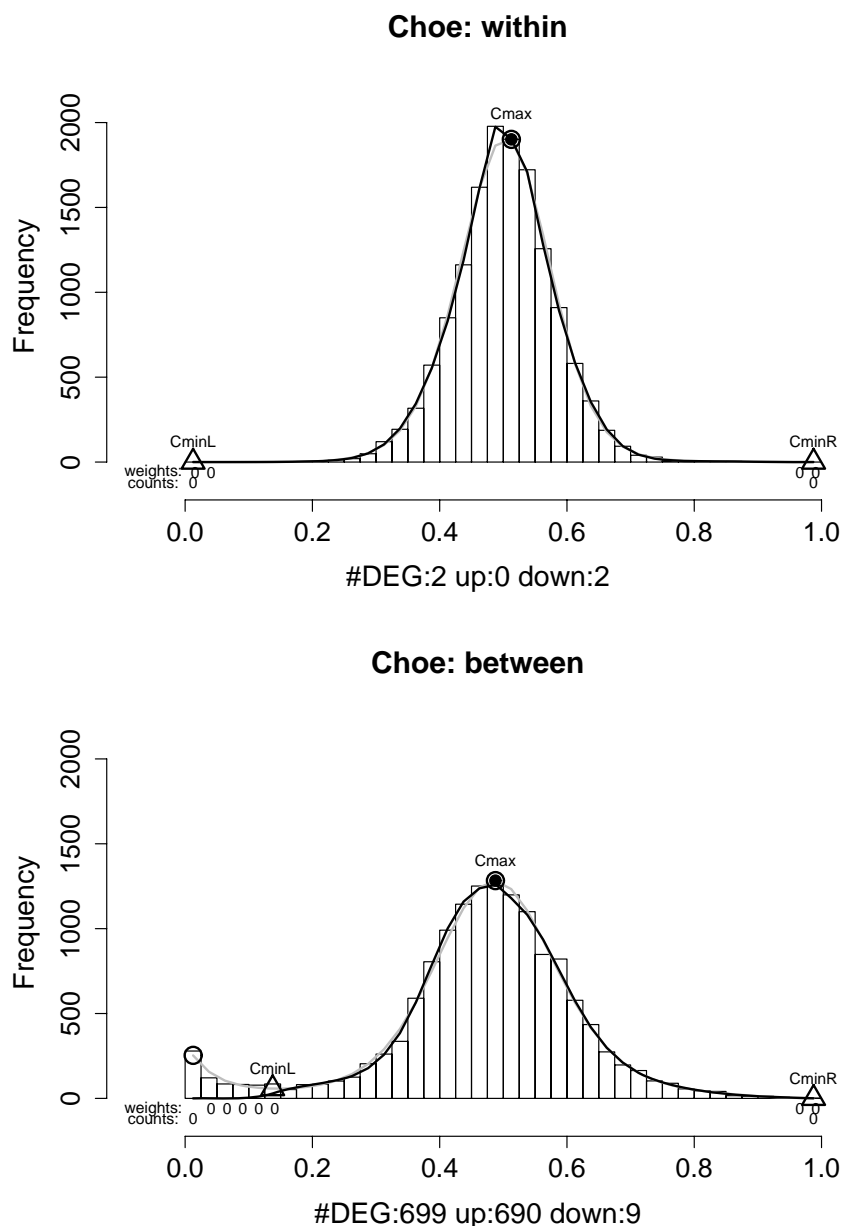 Choe: within
Cmax
2000
1500
1000
500
0
Frequency
CminL
CminR
weights: 0 0 0 0
counts: 0 0
0.0 0.2 0.4 0.6 0.8 1.0
#DEG:2 up:0 down:2
Choe: between
2000
1500
1000
500
0
Frequency
Cmax
CminL
CminR
weights: 0 0 0 0 0 0 0
counts: 0 0
0.0 0.2 0.4 0.6 0.8 1.0
#DEG:699 up:690 down:9